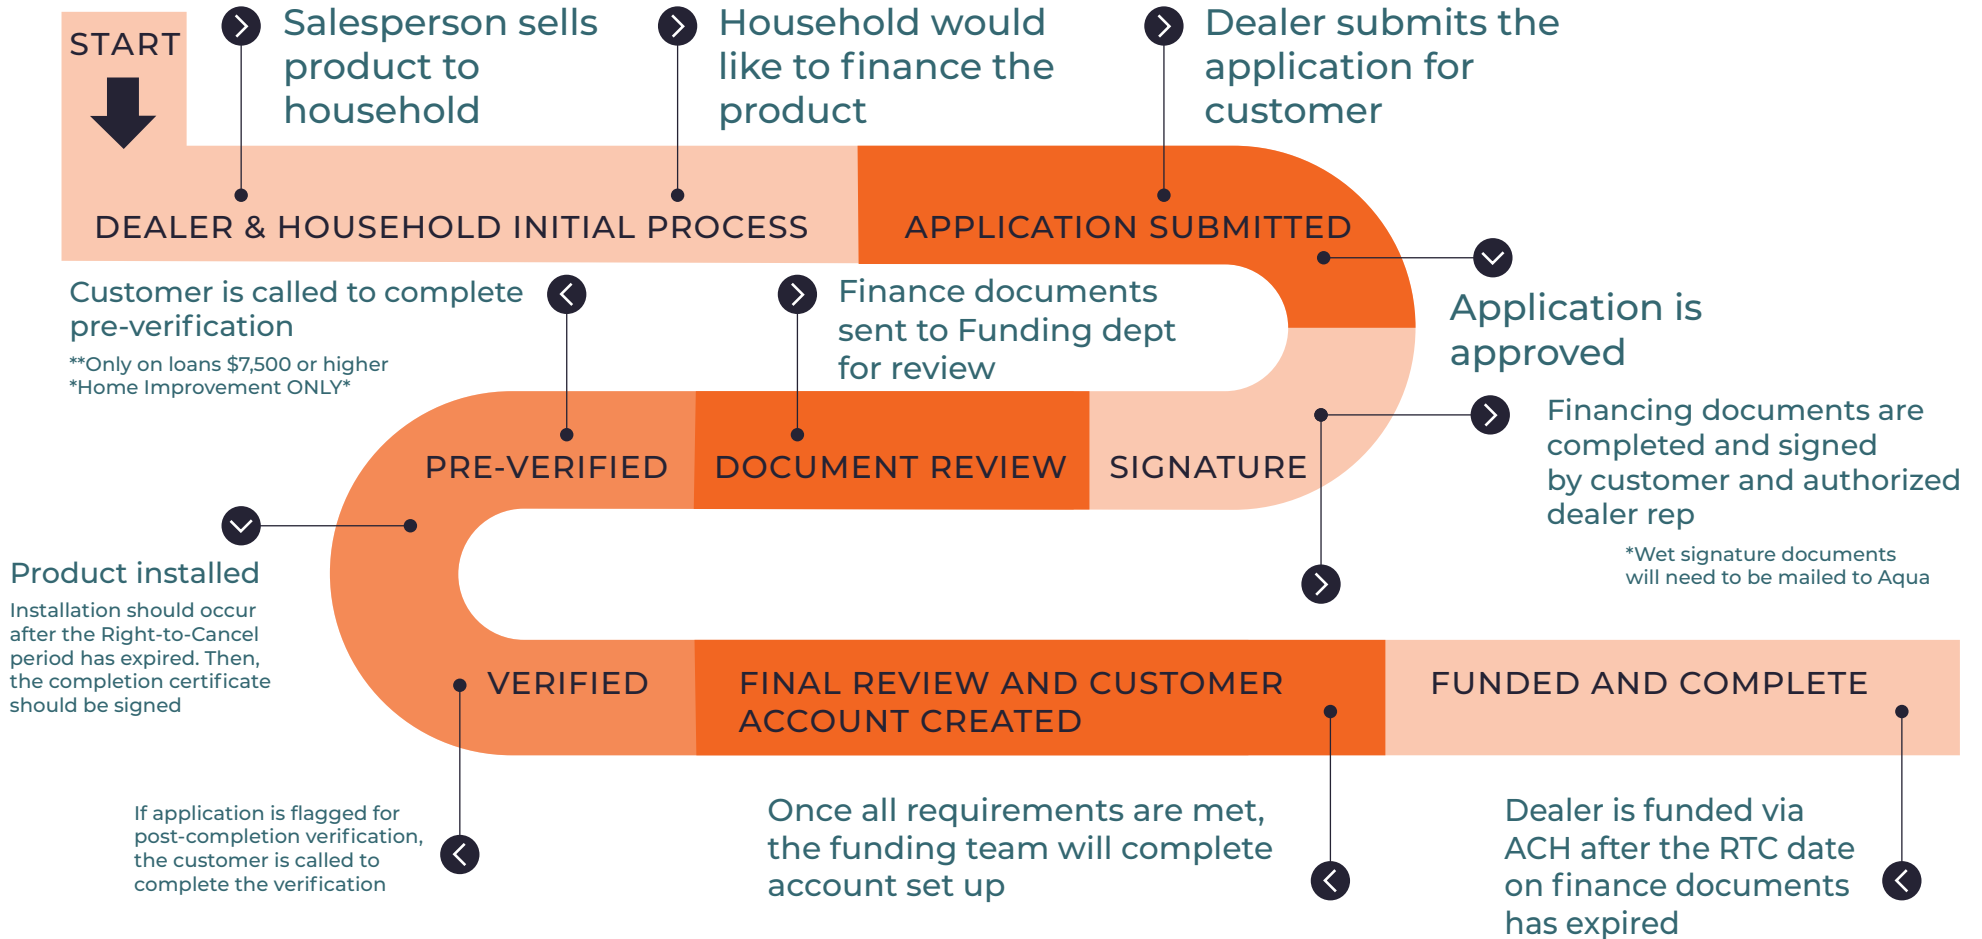 START
Salesperson sells
product to
household
Household would
like to finance the
product
Dealer submits the
application for
customer
DEALER & HOUSEHOLD INITIAL PROCESS
APPLICATION SUBMITTED
Application is
approved
Customer is called to complete
pre-verification
**Only on loans $7,500 or higher
*Home Improvement ONLY*
Finance documents
sent to Funding dept
for review
Financing documents are
completed and signed
by customer and authorized
dealer rep
*Wet signature documents
will need to be mailed to Aqua
PRE-VERIFIED
DOCUMENT REVIEW
SIGNATURE
Product installed
Installation should occur
after the Right-to-Cancel
period has expired. Then,
the completion certificate
should be signed
VERIFIED
FINAL REVIEW AND CUSTOMER
ACCOUNT CREATED
FUNDED AND COMPLETE
If application is flagged for
post-completion verification,
the customer is called to
complete the verification
Once all requirements are met,
the funding team will complete
account set up
Dealer is funded via
ACH after the RTC date
on finance documents
has expired